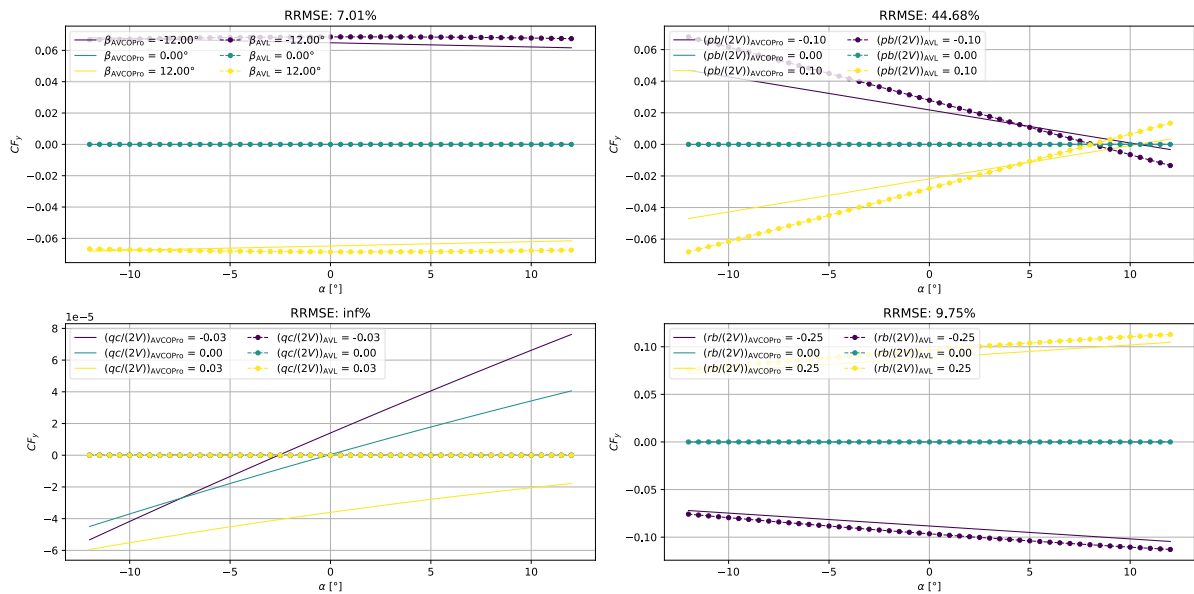 RRMSE: 7.01%
β_AVCOPro = -12.00° β_AVL = -12.00°
β_AVCOPro = 0.00° β_AVL = 0.00°
β_AVCOPro = 12.00° β_AVL = 12.00°
0.06
0.04
0.02
0.00
−0.02
−0.04
−0.06
CF_y
−10 −5 0 5 10
α [°]
RRMSE: 44.68%
(pb/(2V))_AVCOPro = -0.10 (pb/(2V))_AVL = -0.10
(pb/(2V))_AVCOPro = 0.00 (pb/(2V))_AVL = 0.00
(pb/(2V))_AVCOPro = 0.10 (pb/(2V))_AVL = 0.10
0.06
0.04
0.02
0.00
−0.02
−0.04
−0.06
CF_y
−10 −5 0 5 10
α [°]
RRMSE: inf%
1e−5
(qc/(2V))_AVCOPro = -0.03 (qc/(2V))_AVL = -0.03
(qc/(2V))_AVCOPro = 0.00 (qc/(2V))_AVL = 0.00
(qc/(2V))_AVCOPro = 0.03 (qc/(2V))_AVL = 0.03
8
6
4
2
0
−2
−4
−6
CF_y
−10 −5 0 5 10
α [°]
RRMSE: 9.75%
(rb/(2V))_AVCOPro = -0.25 (rb/(2V))_AVL = -0.25
(rb/(2V))_AVCOPro = 0.00 (rb/(2V))_AVL = 0.00
(rb/(2V))_AVCOPro = 0.25 (rb/(2V))_AVL = 0.25
0.10
0.05
0.00
−0.05
−0.10
CF_y
−10 −5 0 5 10
α [°]